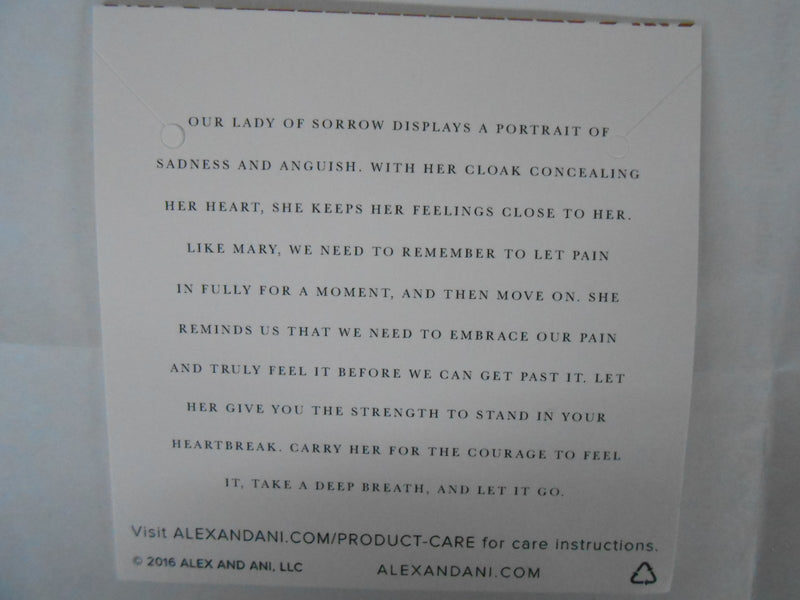 OUR LADY OF SORROW DISPLAYS A PORTRAIT OF
SADNESS AND ANGUISH. WITH HER CLOAK CONCEALING
HER HEART, SHE KEEPS HER FEELINGS CLOSE TO HER.
LIKE MARY, WE NEED TO REMEMBER TO LET PAIN
IN FULLY FOR A MOMENT, AND THEN MOVE ON. SHE
REMINDS US THAT WE NEED TO EMBRACE OUR PAIN
AND TRULY FEEL IT BEFORE WE CAN GET PAST IT. LET
HER GIVE YOU THE STRENGTH TO STAND IN YOUR
HEARTBREAK. CARRY HER FOR THE COURAGE TO FEEL
IT, TAKE A DEEP BREATH, AND LET IT GO.
Visit ALEXANDANI.COM/PRODUCT-CARE for care instructions.
© 2016 ALEX AND ANI, LLC ALEXANDANI.COM